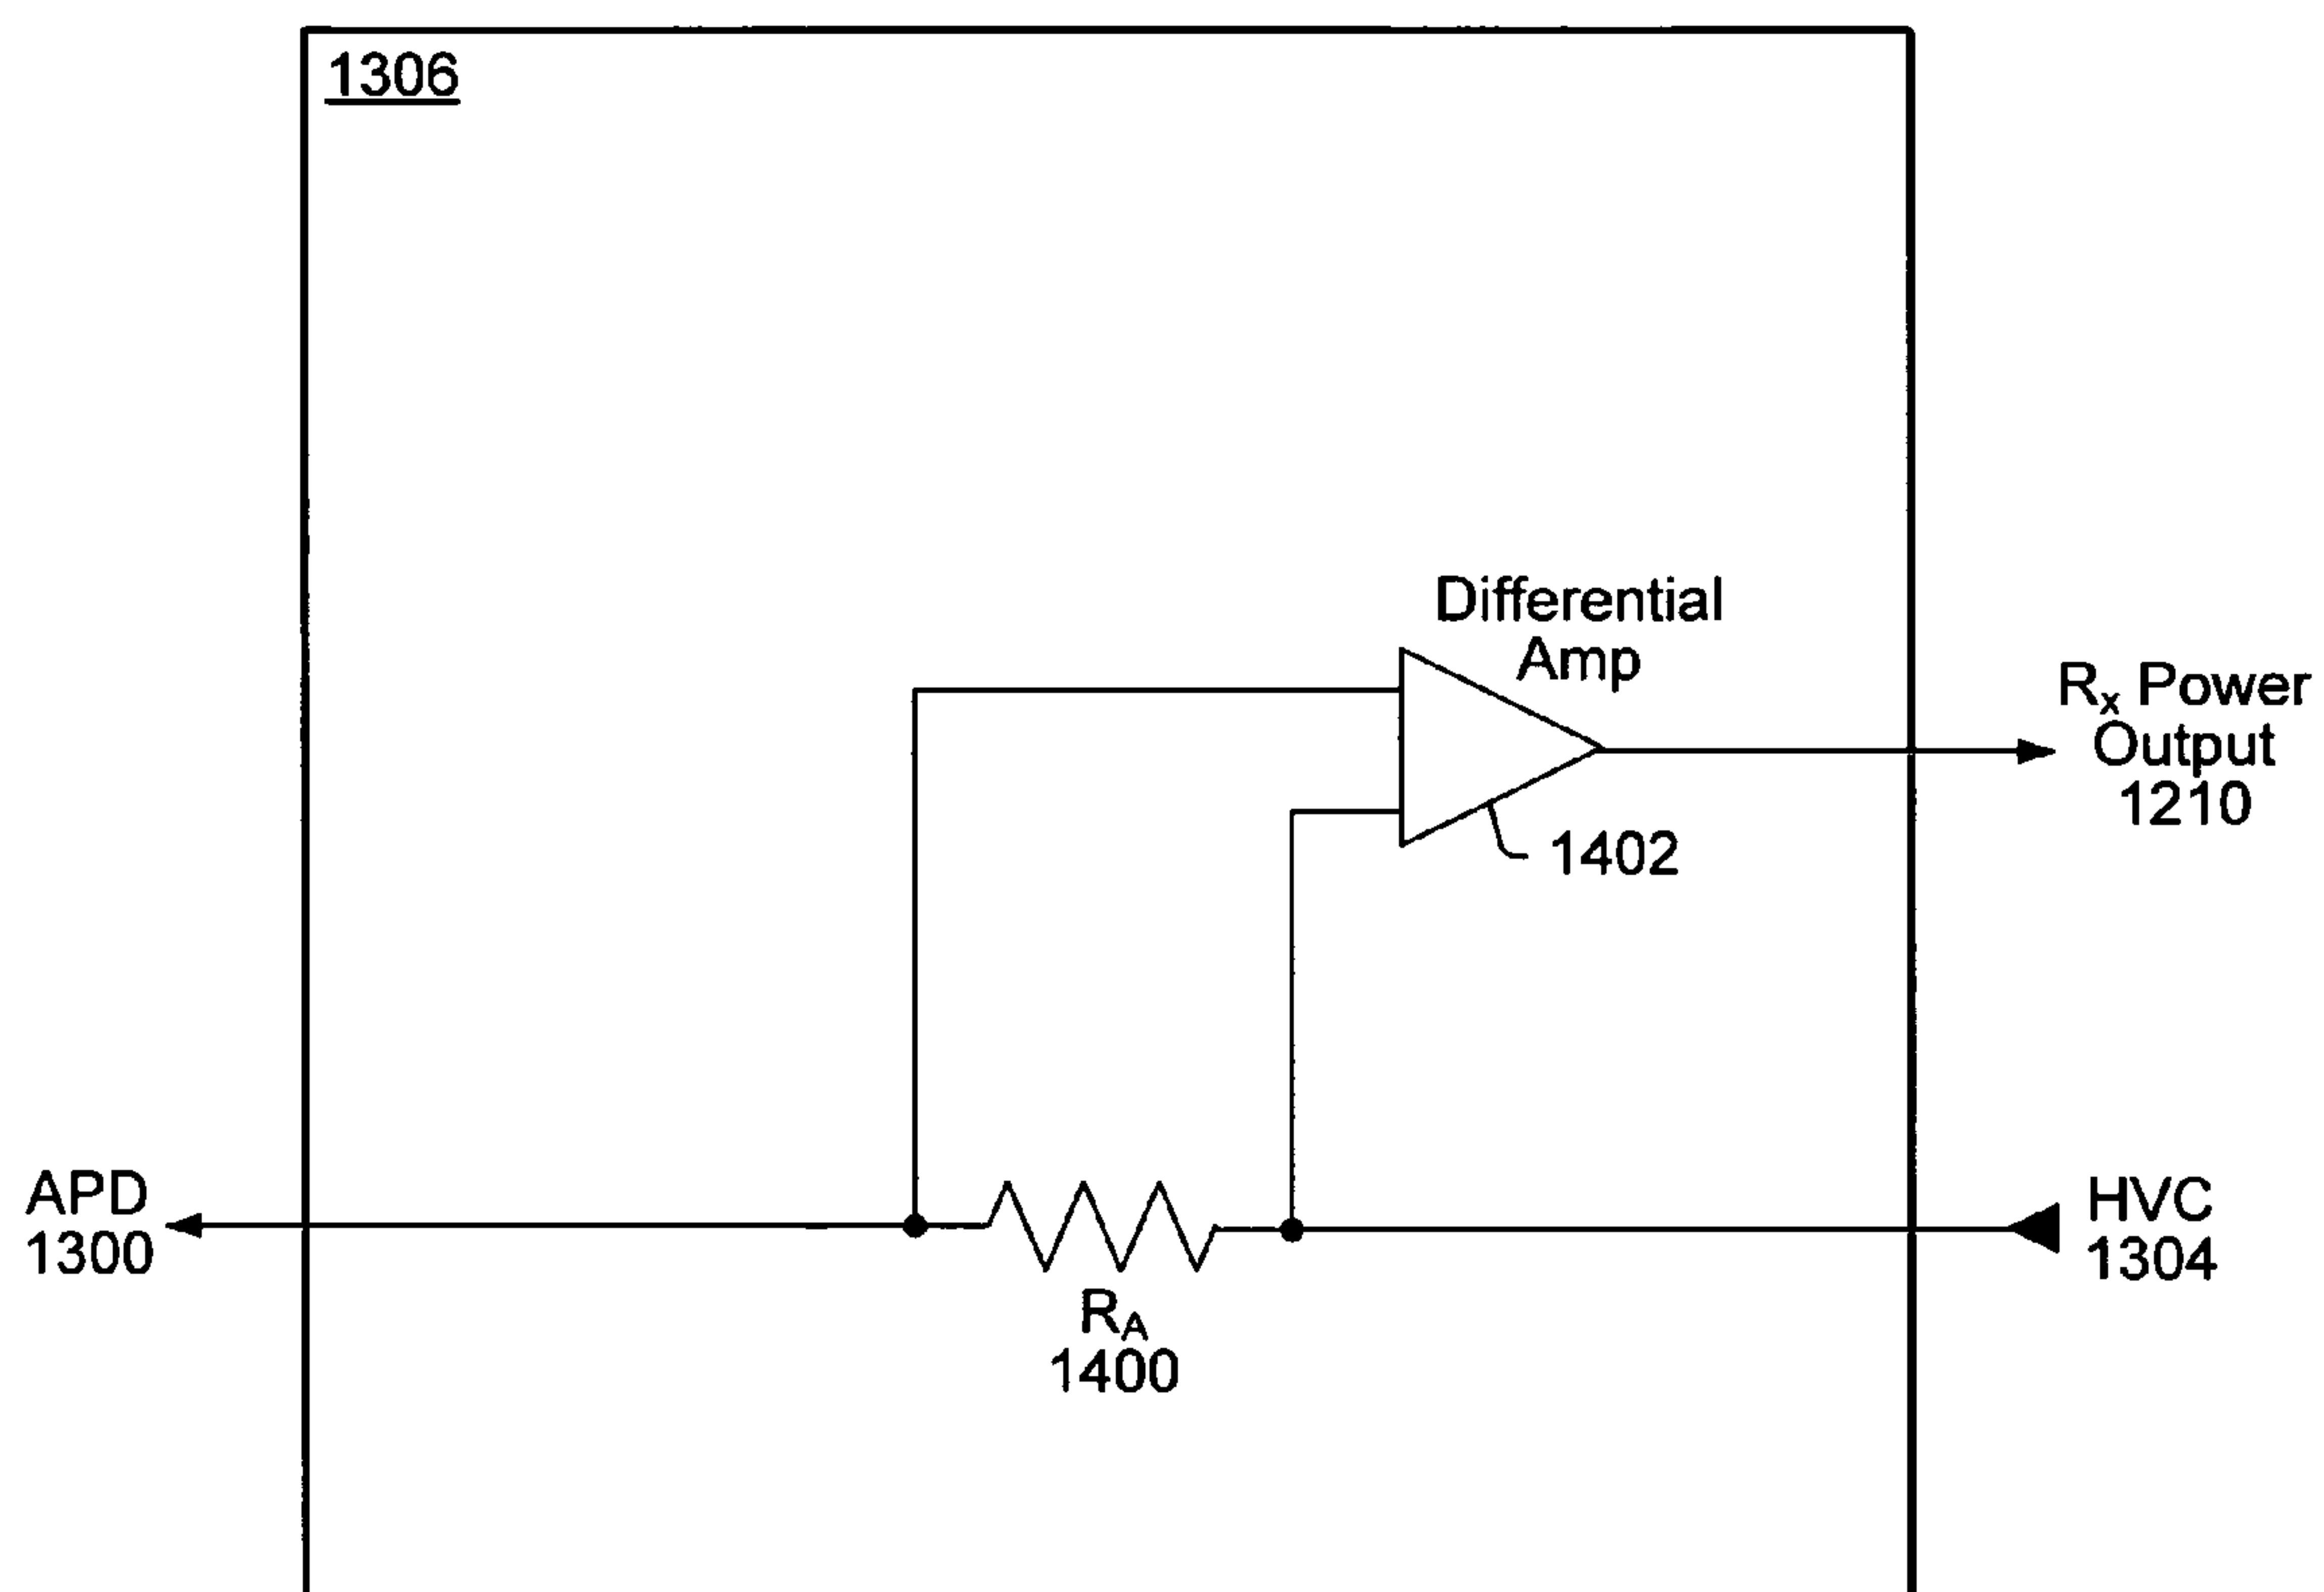 1306
Differential
Amp
Rx Power
Output
1210
1402
APD
1300
HVC
1304
RA
1400